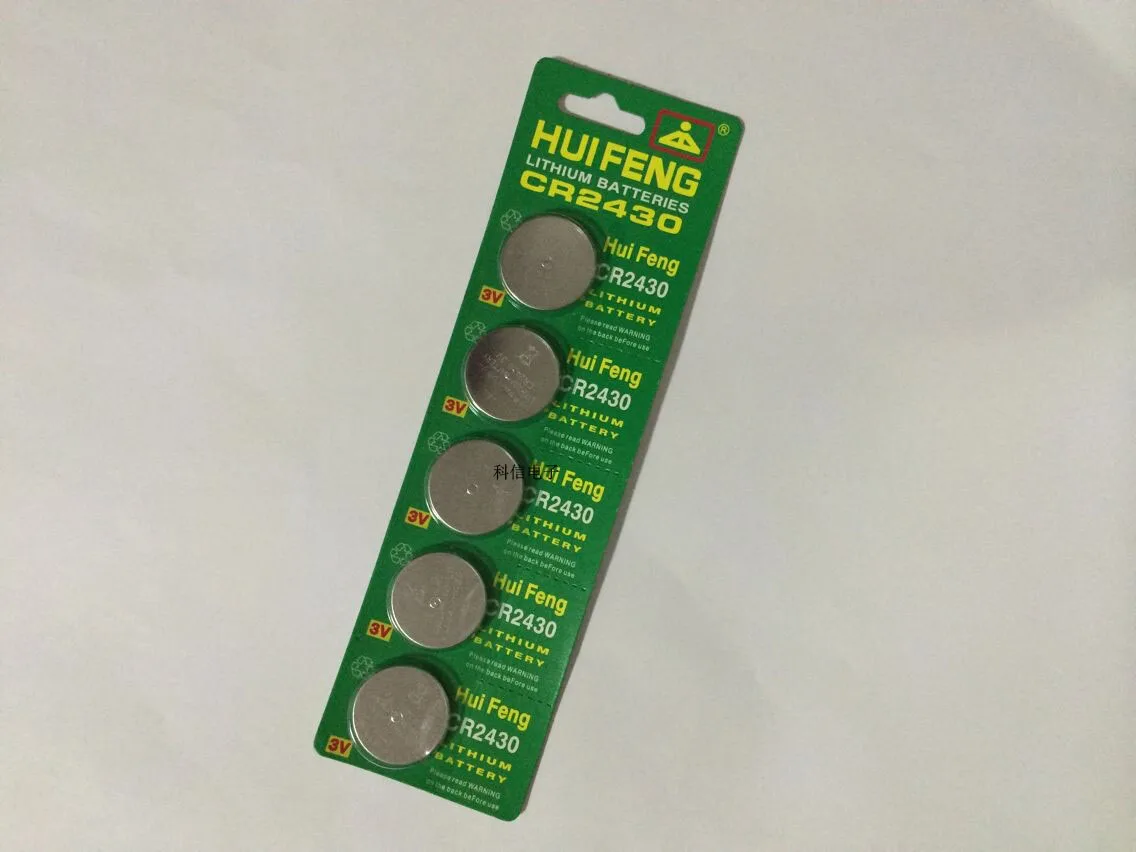 ®
HUI FENG
LITHIUM BATTERIES
CR2430
Hui Feng
CR2430
LITHIUM
BATTERY
3V
Please read WARNING
on the back beFore use
Hui Feng
CR2430
LITHIUM
BATTERY
3V
Please read WARNING
on the back beFore use
科信电子
Hui Feng
CR2430
LITHIUM
BATTERY
3V
Please read WARNING
on the back beFore use
Hui Feng
CR2430
LITHIUM
BATTERY
3V
Please read WARNING
on the back beFore use
Hui Feng
CR2430
LITHIUM
BATTERY
3V
Please read WARNING
on the back beFore use